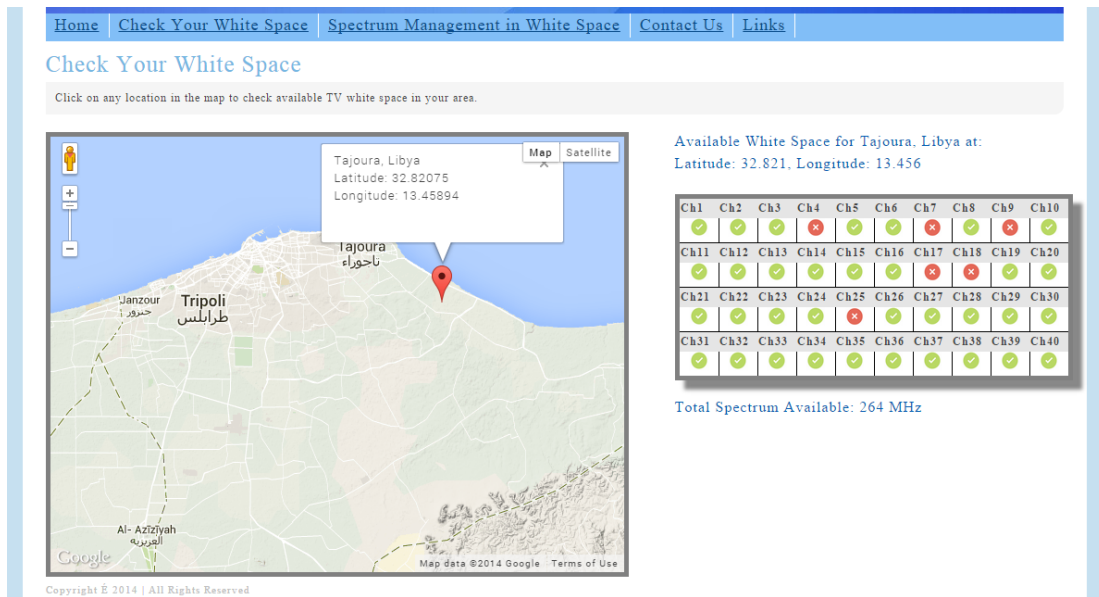 Home Check Your White Space Spectrum Management in White Space Contact Us Links
Check Your White Space
Click on any location in the map to check available TV white space in your area.
Map Satellite
Tajoura, Libya
Latitude: 32.82075
Longitude: 13.45894
Tajoura
تاجوراء
Janzour
جنزور
Tripoli
طرابلس
Al- Azīzīyah
العزيزيه
Google
Map data ©2014 Google Terms of Use
Available White Space for Tajoura, Libya at:
Latitude: 32.821, Longitude: 13.456
Ch1 Ch2 Ch3 Ch4 Ch5 Ch6 Ch7 Ch8 Ch9 Ch10
Ch11 Ch12 Ch13 Ch14 Ch15 Ch16 Ch17 Ch18 Ch19 Ch20
Ch21 Ch22 Ch23 Ch24 Ch25 Ch26 Ch27 Ch28 Ch29 Ch30
Ch31 Ch32 Ch33 Ch34 Ch35 Ch36 Ch37 Ch38 Ch39 Ch40
Total Spectrum Available: 264 MHz
Copyright É 2014 | All Rights Reserved